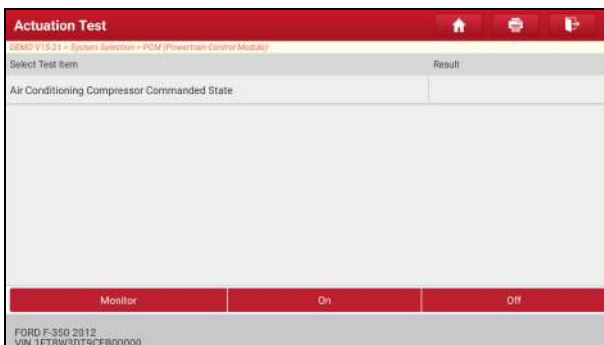 Actuation Test
DEMO V15.21 > System Selection > PCM (Powertrain Control Module)
Select Test Item Result
Air Conditioning Compressor Commanded State
Monitor On Off
FORD F-350 2012
VIN 1FT8W3DT9CEB00000